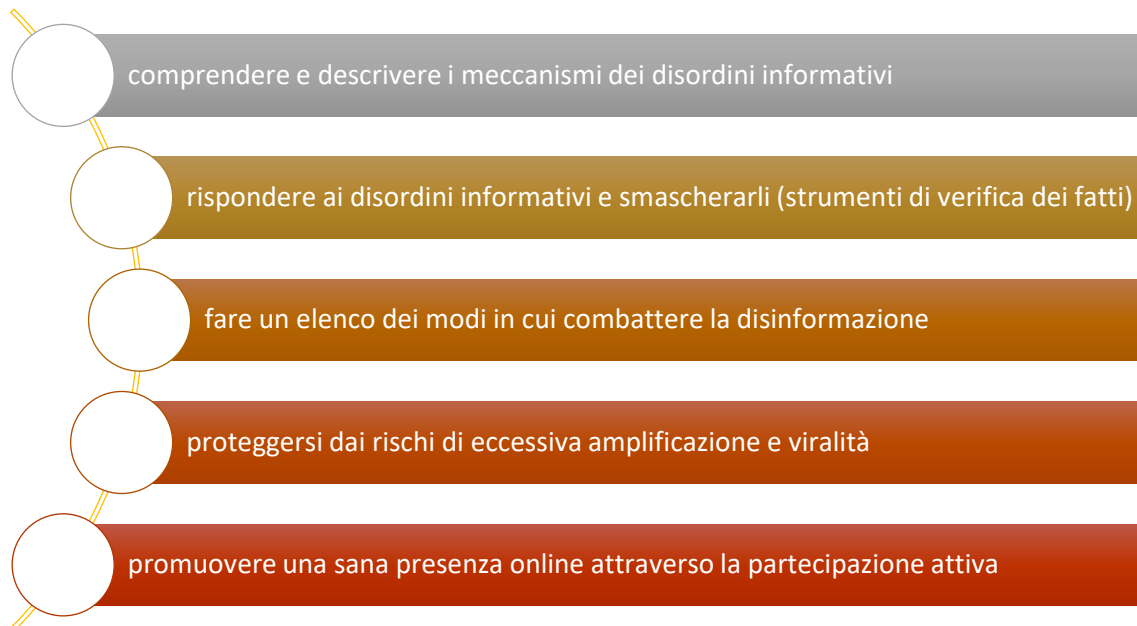 comprendere e descrivere i meccanismi dei disordini informativi
rispondere ai disordini informativi e smascherarli (strumenti di verifica dei fatti)
fare un elenco dei modi in cui combattere la disinformazione
proteggersi dai rischi di eccessiva amplificazione e viralità
promuovere una sana presenza online attraverso la partecipazione attiva